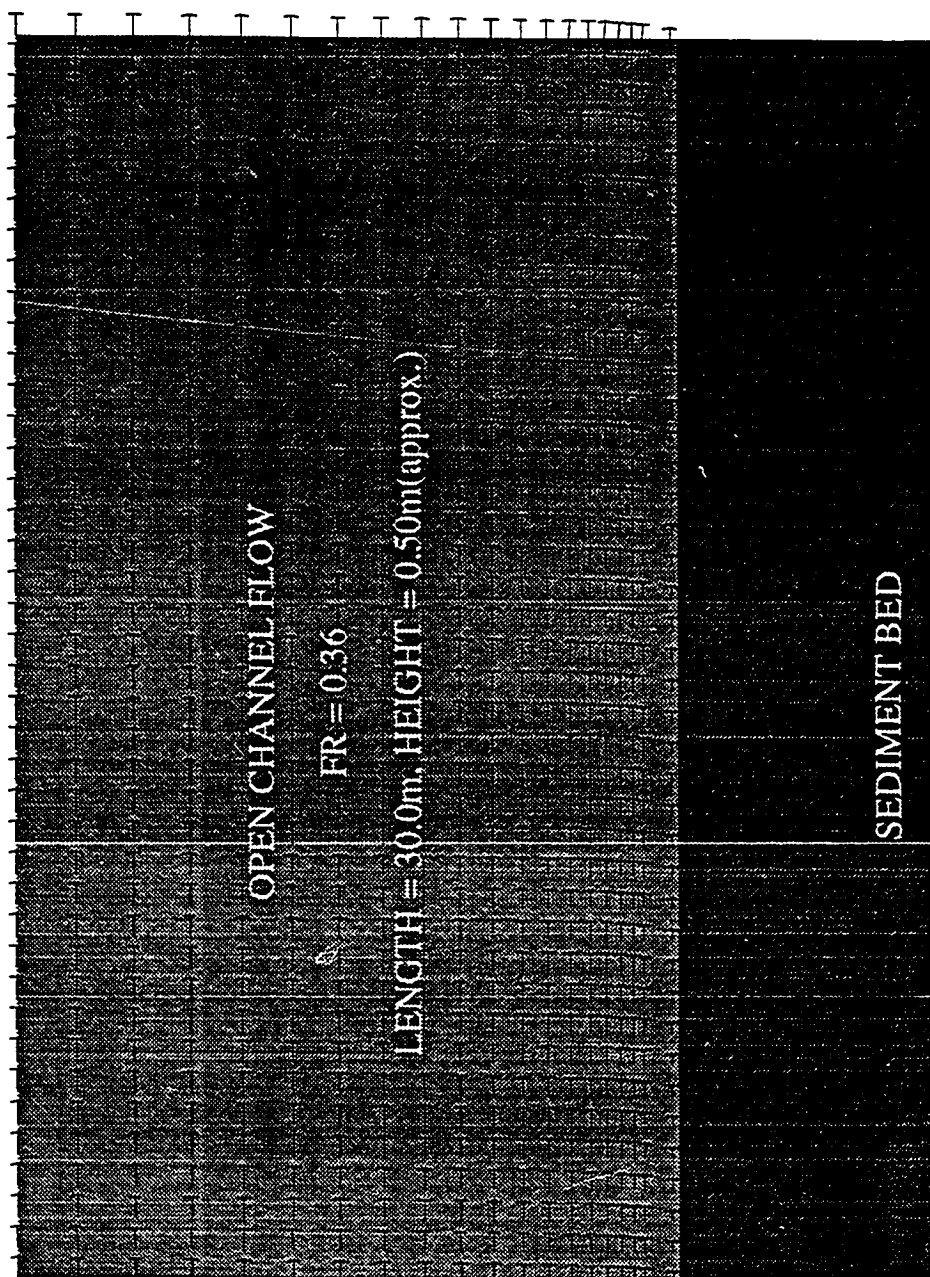 OPEN CHANNEL FLOW
FR = 0.36
LENGTH = 30.0m, HEIGHT = 0.50m(approx.)
SEDIMENT BED